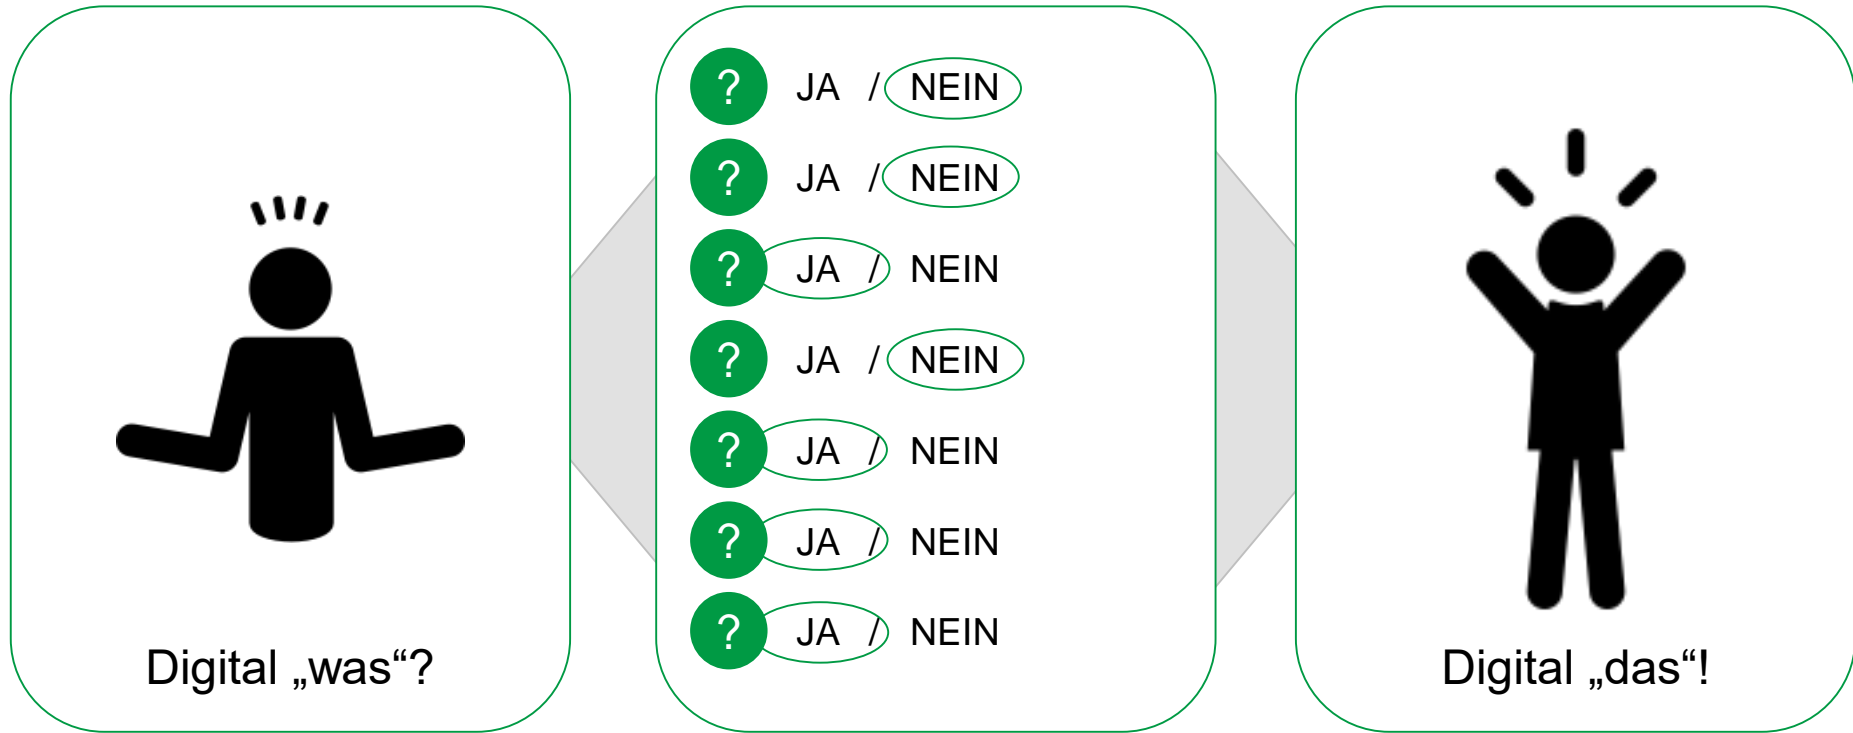 ? JA / NEIN
? JA / NEIN
? JA / NEIN
? JA / NEIN
? JA / NEIN
? JA / NEIN
? JA / NEIN
Digital „was“?
Digital „das“!